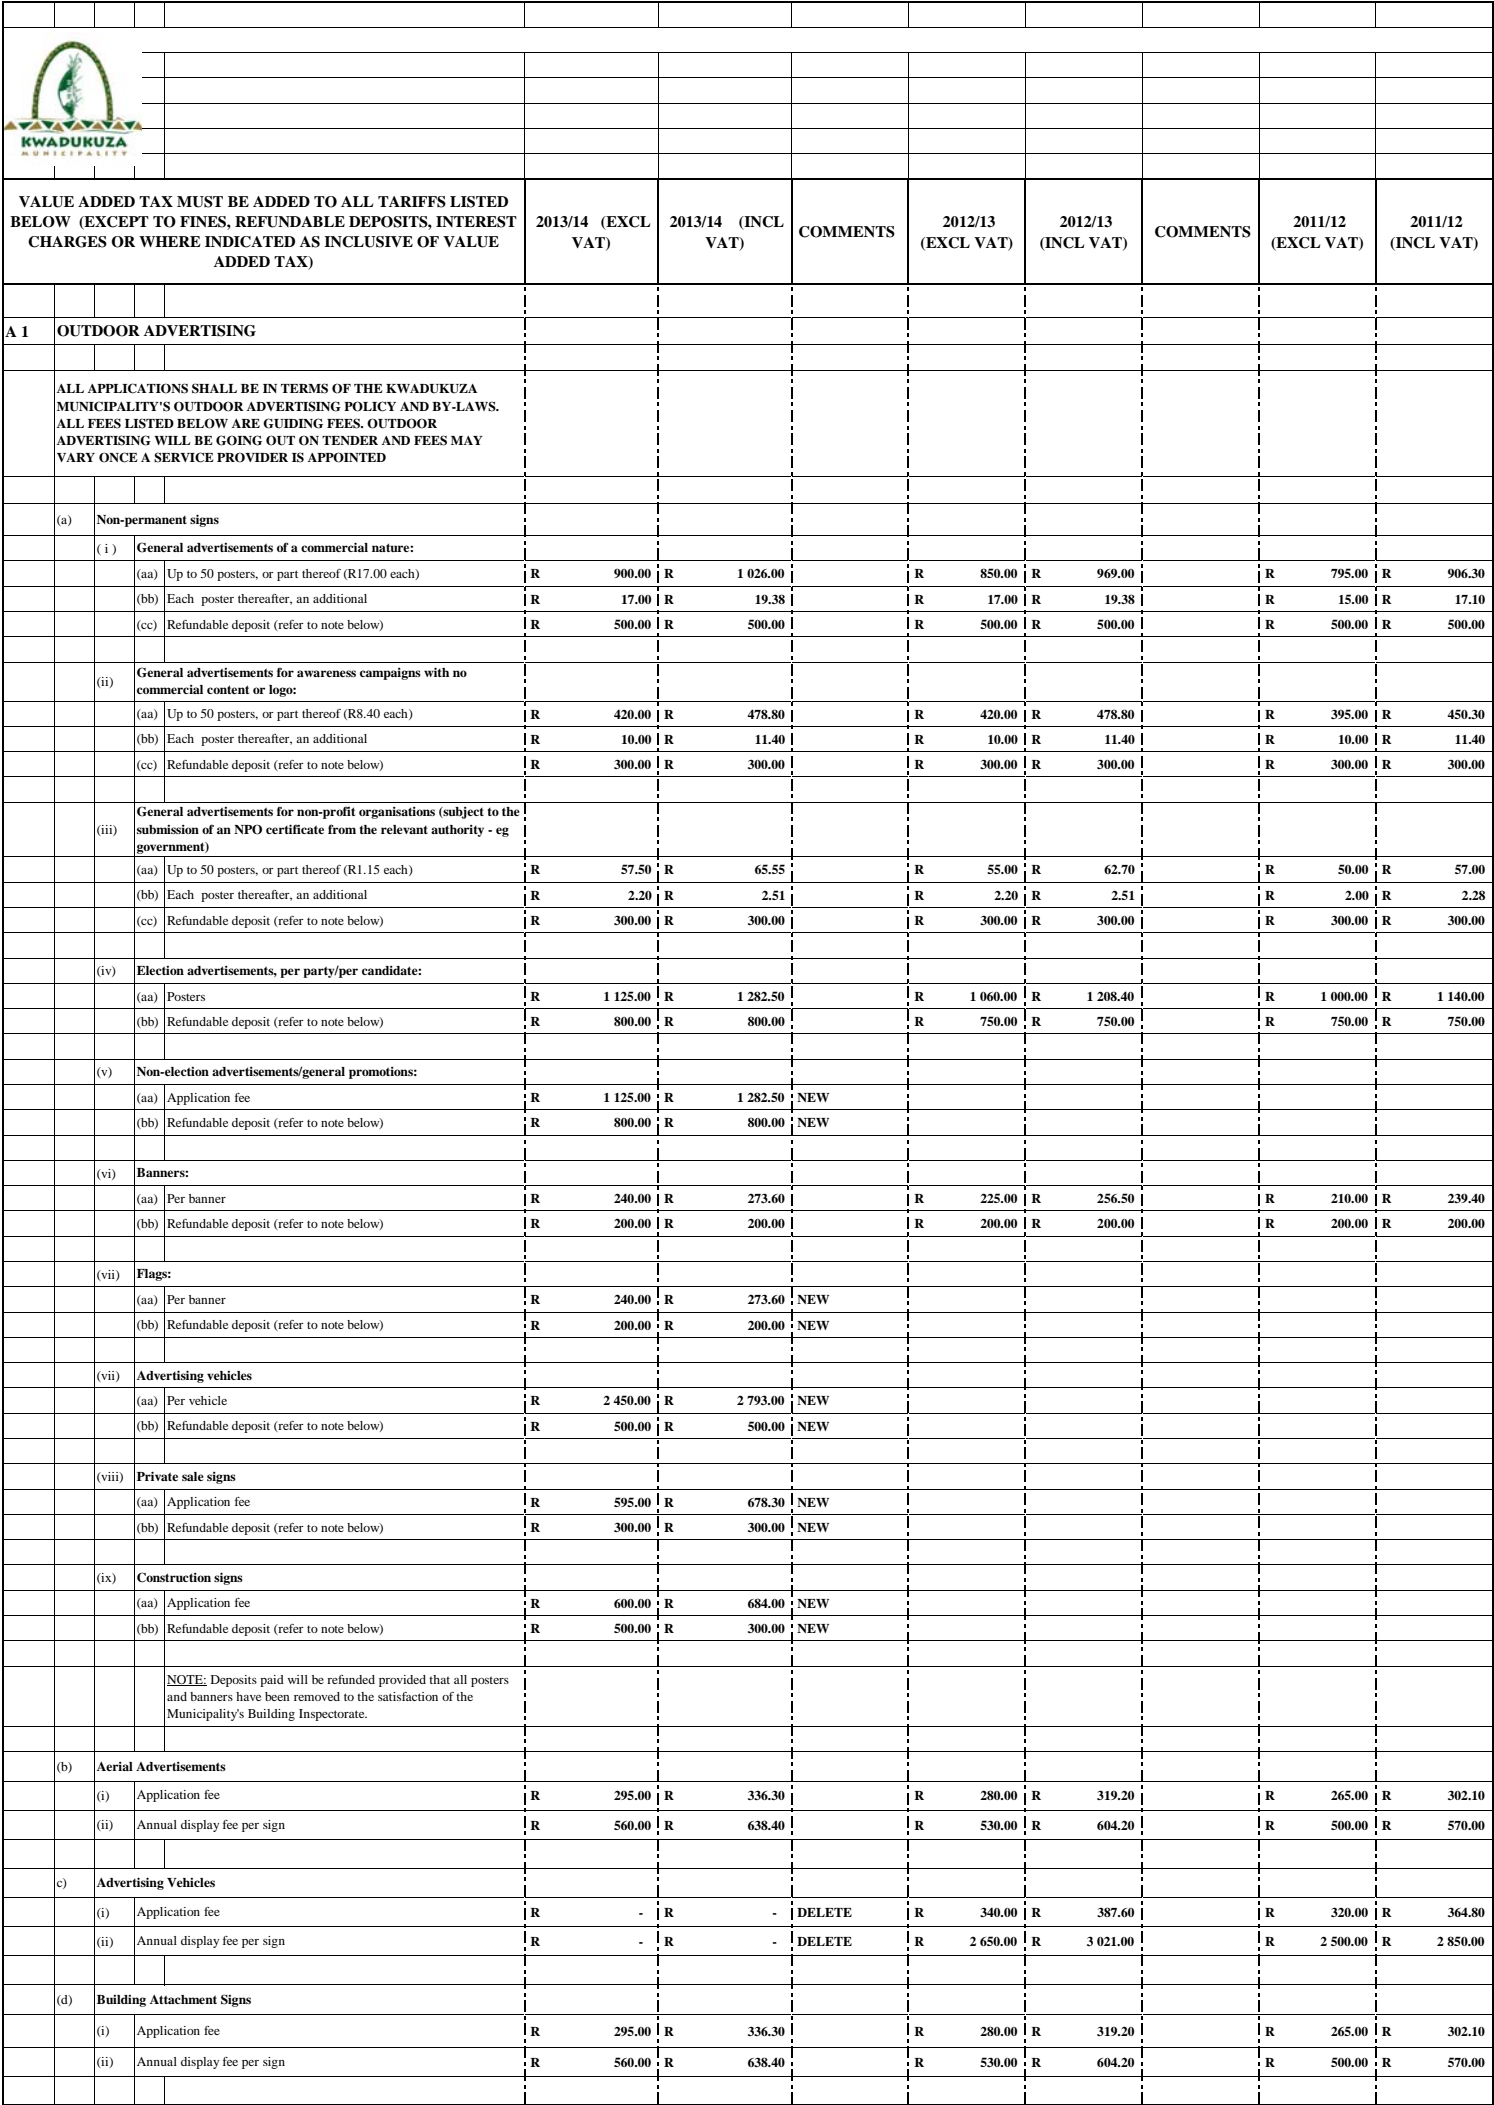 KWADUKUZA
MUNICIPALITY
VALUE ADDED TAX MUST BE ADDED TO ALL TARIFFS LISTED
BELOW (EXCEPT TO FINES, REFUNDABLE DEPOSITS, INTEREST
CHARGES OR WHERE INDICATED AS INCLUSIVE OF VALUE
ADDED TAX)
2013/14 (EXCL VAT) 2013/14 (INCL VAT) COMMENTS 2012/13 (EXCL VAT) 2012/13 (INCL VAT) COMMENTS 2011/12 (EXCL VAT) 2011/12 (INCL VAT)
A 1 OUTDOOR ADVERTISING
ALL APPLICATIONS SHALL BE IN TERMS OF THE KWADUKUZA
MUNICIPALITY'S OUTDOOR ADVERTISING POLICY AND BY-LAWS.
ALL FEES LISTED BELOW ARE GUIDING FEES. OUTDOOR
ADVERTISING WILL BE GOING OUT ON TENDER AND FEES MAY
VARY ONCE A SERVICE PROVIDER IS APPOINTED
(a) Non-permanent signs
( i ) General advertisements of a commercial nature:
(aa) Up to 50 posters, or part thereof (R17.00 each) R 900.00 R 1 026.00 R 850.00 R 969.00 R 795.00 R 906.30
(bb) Each poster thereafter, an additional R 17.00 R 19.38 R 17.00 R 19.38 R 15.00 R 17.10
(cc) Refundable deposit (refer to note below) R 500.00 R 500.00 R 500.00 R 500.00 R 500.00 R 500.00
(ii) General advertisements for awareness campaigns with no
commercial content or logo:
(aa) Up to 50 posters, or part thereof (R8.40 each) R 420.00 R 478.80 R 420.00 R 478.80 R 395.00 R 450.30
(bb) Each poster thereafter, an additional R 10.00 R 11.40 R 10.00 R 11.40 R 10.00 R 11.40
(cc) Refundable deposit (refer to note below) R 300.00 R 300.00 R 300.00 R 300.00 R 300.00 R 300.00
(iii) General advertisements for non-profit organisations (subject to the
submission of an NPO certificate from the relevant authority - eg
government)
(aa) Up to 50 posters, or part thereof (R1.15 each) R 57.50 R 65.55 R 55.00 R 62.70 R 50.00 R 57.00
(bb) Each poster thereafter, an additional R 2.20 R 2.51 R 2.20 R 2.51 R 2.00 R 2.28
(cc) Refundable deposit (refer to note below) R 300.00 R 300.00 R 300.00 R 300.00 R 300.00 R 300.00
(iv) Election advertisements, per party/per candidate:
(aa) Posters R 1 125.00 R 1 282.50 R 1 060.00 R 1 208.40 R 1 000.00 R 1 140.00
(bb) Refundable deposit (refer to note below) R 800.00 R 800.00 R 750.00 R 750.00 R 750.00 R 750.00
(v) Non-election advertisements/general promotions:
(aa) Application fee R 1 125.00 R 1 282.50 NEW
(bb) Refundable deposit (refer to note below) R 800.00 R 800.00 NEW
(vi) Banners:
(aa) Per banner R 240.00 R 273.60 R 225.00 R 256.50 R 210.00 R 239.40
(bb) Refundable deposit (refer to note below) R 200.00 R 200.00 R 200.00 R 200.00 R 200.00 R 200.00
(vii) Flags:
(aa) Per banner R 240.00 R 273.60 NEW
(bb) Refundable deposit (refer to note below) R 200.00 R 200.00 NEW
(vii) Advertising vehicles
(aa) Per vehicle R 2 450.00 R 2 793.00 NEW
(bb) Refundable deposit (refer to note below) R 500.00 R 500.00 NEW
(viii) Private sale signs
(aa) Application fee R 595.00 R 678.30 NEW
(bb) Refundable deposit (refer to note below) R 300.00 R 300.00 NEW
(ix) Construction signs
(aa) Application fee R 600.00 R 684.00 NEW
(bb) Refundable deposit (refer to note below) R 500.00 R 300.00 NEW
NOTE: Deposits paid will be refunded provided that all posters
and banners have been removed to the satisfaction of the
Municipality's Building Inspectorate.
(b) Aerial Advertisements
(i) Application fee R 295.00 R 336.30 R 280.00 R 319.20 R 265.00 R 302.10
(ii) Annual display fee per sign R 560.00 R 638.40 R 530.00 R 604.20 R 500.00 R 570.00
c) Advertising Vehicles
(i) Application fee R - R - DELETE R 340.00 R 387.60 R 320.00 R 364.80
(ii) Annual display fee per sign R - R - DELETE R 2 650.00 R 3 021.00 R 2 500.00 R 2 850.00
(d) Building Attachment Signs
(i) Application fee R 295.00 R 336.30 R 280.00 R 319.20 R 265.00 R 302.10
(ii) Annual display fee per sign R 560.00 R 638.40 R 530.00 R 604.20 R 500.00 R 570.00